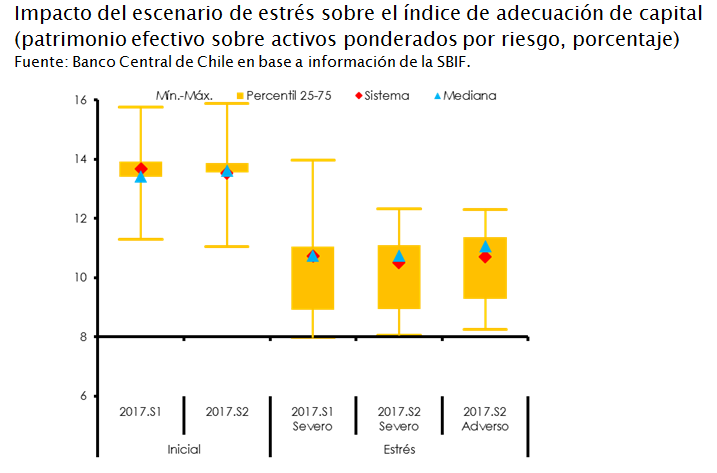 Impacto del escenario de estrés sobre el índice de adecuación de capital
(patrimonio efectivo sobre activos ponderados por riesgo, porcentaje)
Fuente: Banco Central de Chile en base a información de la SBIF.
Mín.-Máx. Percentil 25-75 Sistema Mediana
16
14
12
10
8
6
2017.S1 2017.S2 2017.S1 2017.S2 2017.S2
Severo Severo Adverso
Inicial Estrés